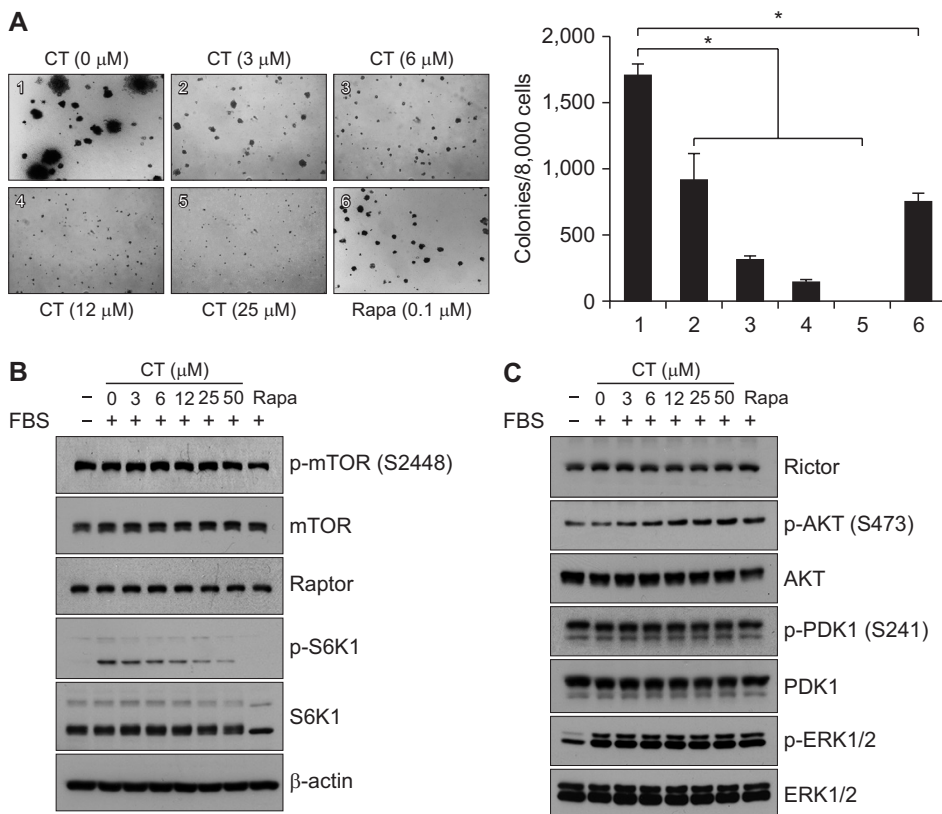 A
CT (0 μM) CT (3 μM) CT (6 μM)
1 2 3
4 5 6
CT (12 μM) CT (25 μM) Rapa (0.1 μM)
Colonies/8,000 cells
2,000
1,500
1,000
500
0
* *
1 2 3 4 5 6
B
CT (μM)
– 0 3 6 12 25 50 Rapa
FBS – + + + + + + +
p-mTOR (S2448)
mTOR
Raptor
p-S6K1
S6K1
β-actin
C
CT (μM)
– 0 3 6 12 25 50 Rapa
FBS – + + + + + + +
Rictor
p-AKT (S473)
AKT
p-PDK1 (S241)
PDK1
p-ERK1/2
ERK1/2